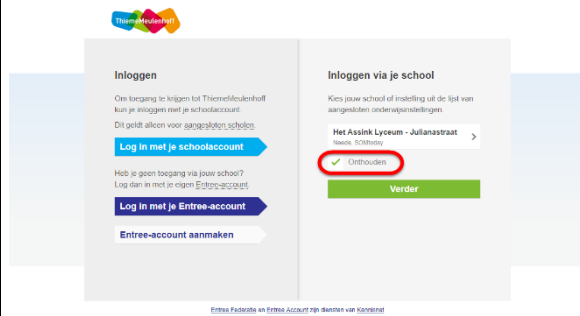 ThiemeMeulenhoff
Inloggen
Om toegang te krijgen tot ThiemeMeulenhoff
kun je inloggen met je schoolaccount.
Dit geldt alleen voor aangesloten scholen.
Log in met je schoolaccount
Heb je geen toegang via jouw school?
Log dan in met je eigen Entree-account.
Log in met je Entree-account
Entree-account aanmaken
Inloggen via je school
Kies jouw school of instelling uit de lijst van
aangesloten onderwijsinstellingen.
Het Assink Lyceum - Julianastraat
Neede, SOMtoday
Onthouden
Verder
Entree Federatie en Entree Account zijn diensten van Kennisnet